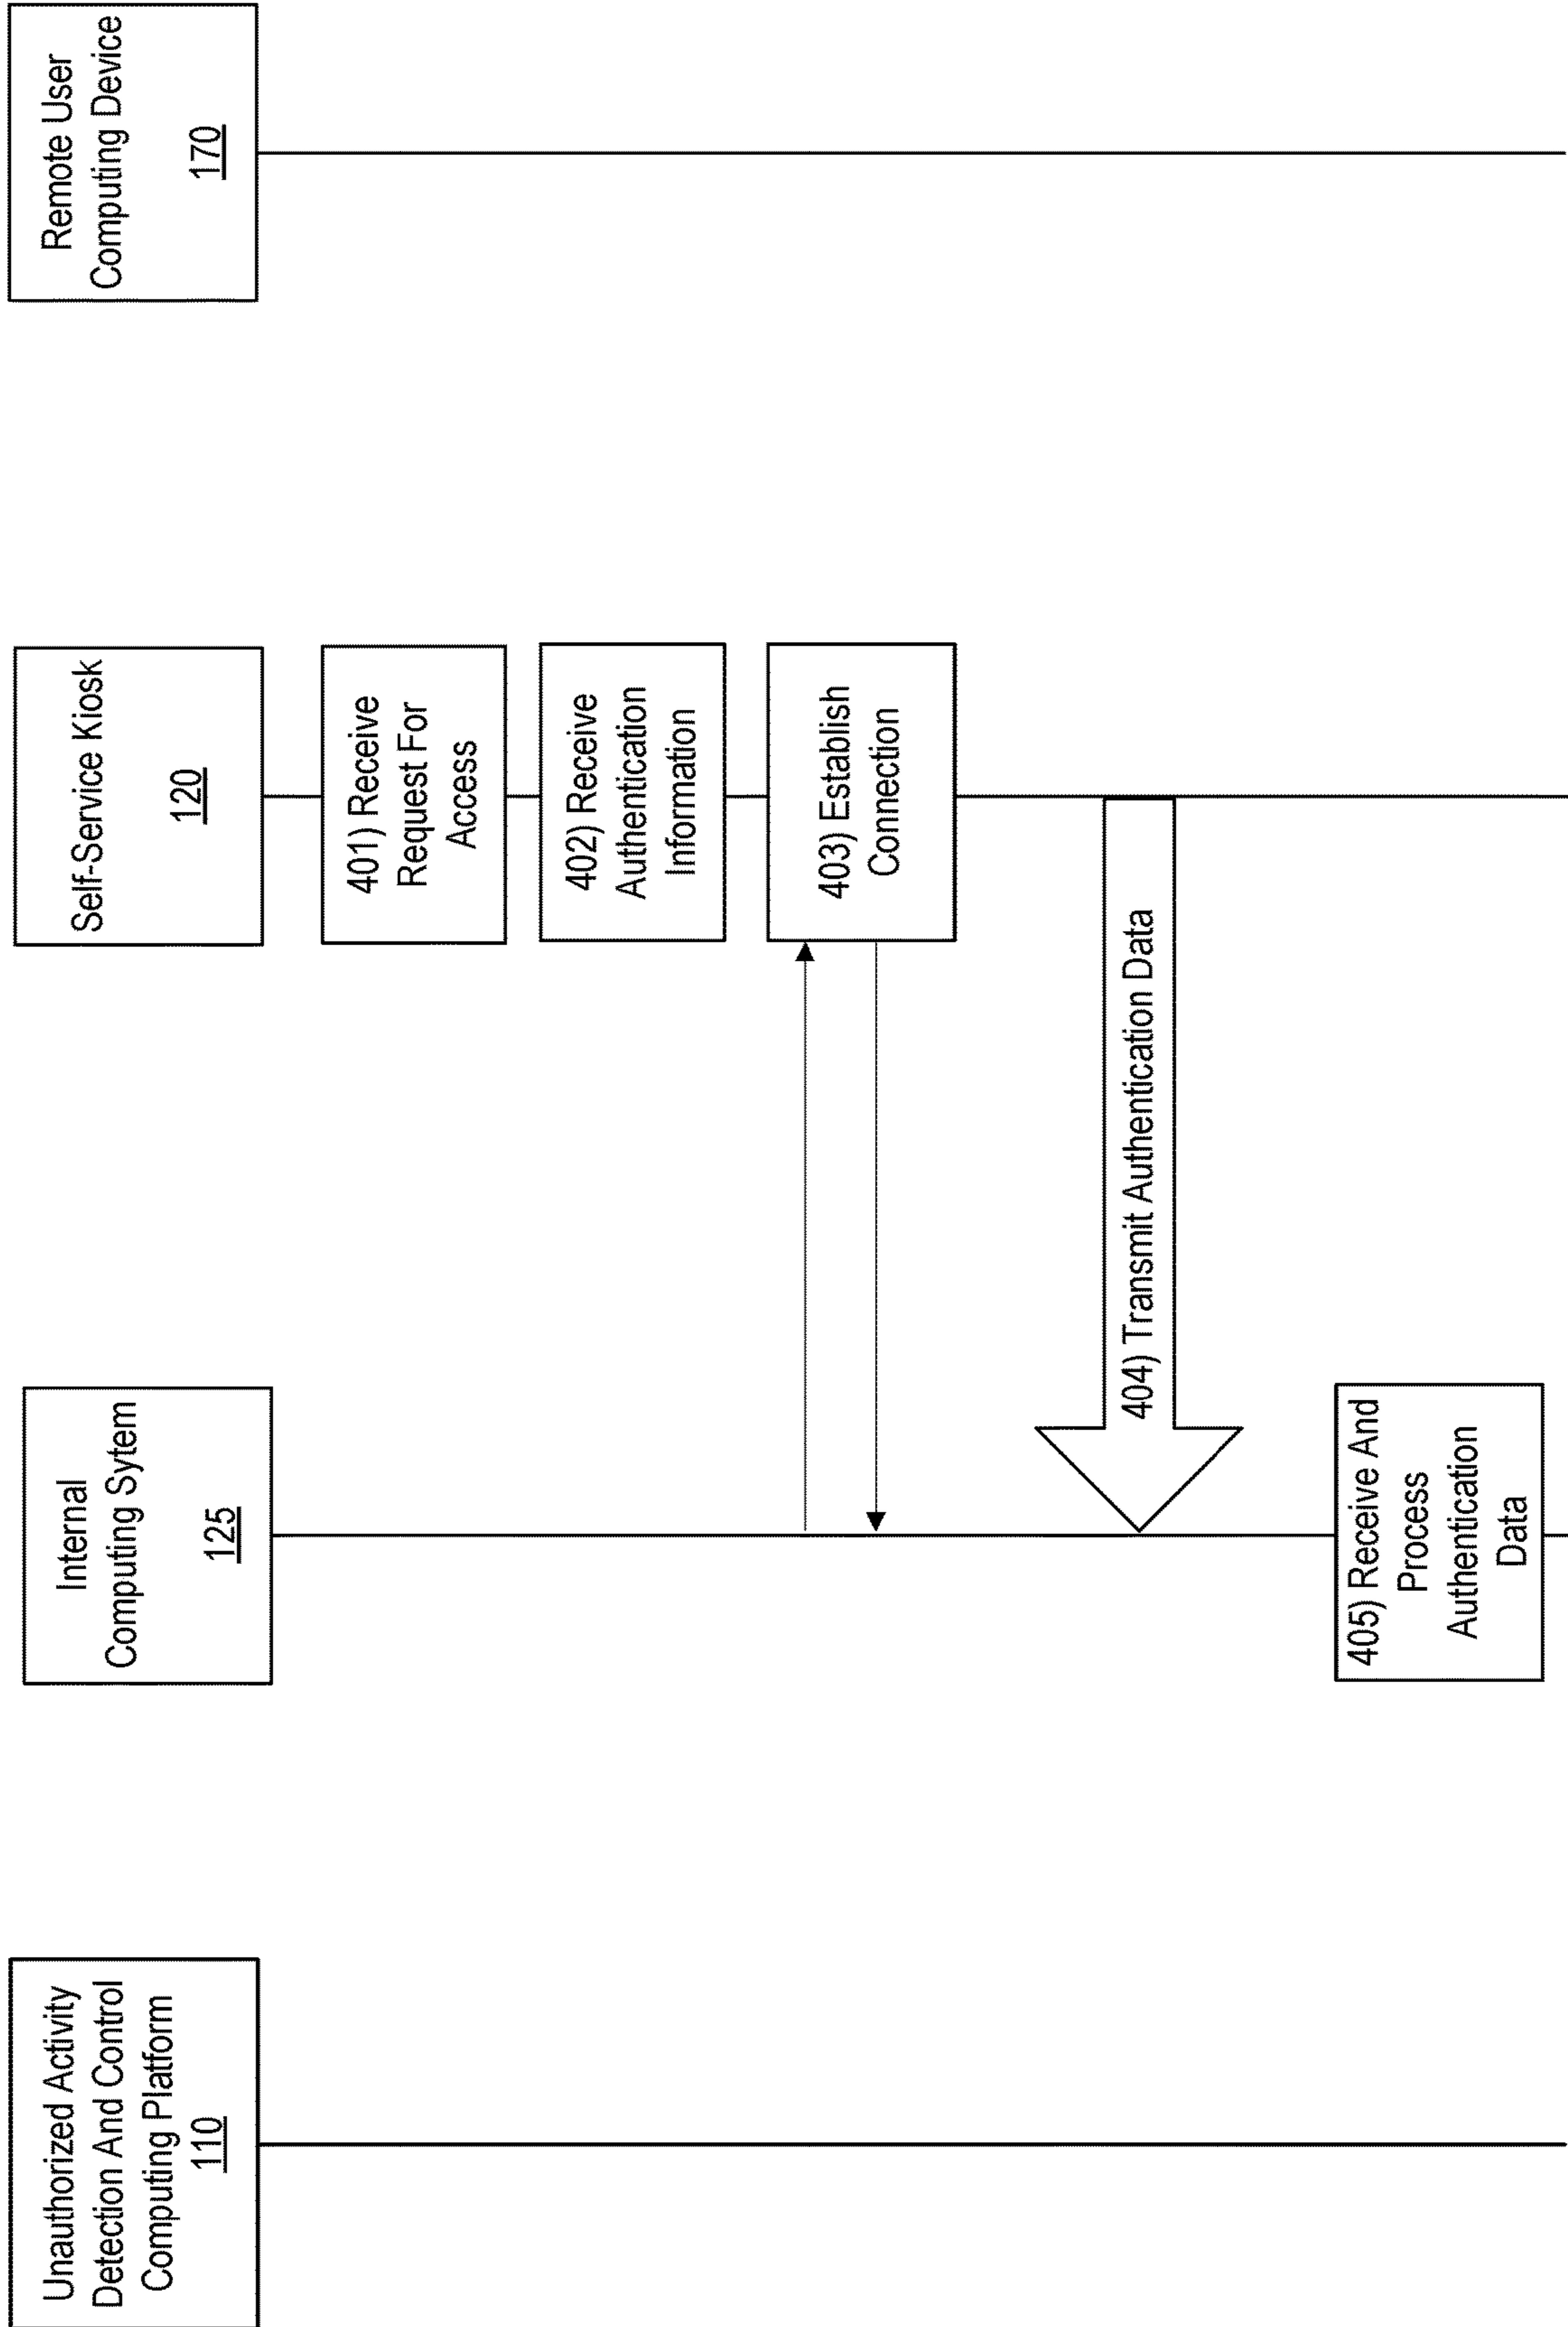 Unauthorized Activity
Detection And Control
Computing Platform
110
Internal
Computing Sytem
125
Self-Service Kiosk
120
Remote User
Computing Device
170
401) Receive
Request For
Access
402) Receive
Authentication
Information
403) Establish
Connection
404) Transmit Authentication Data
405) Receive And
Process
Authentication
Data